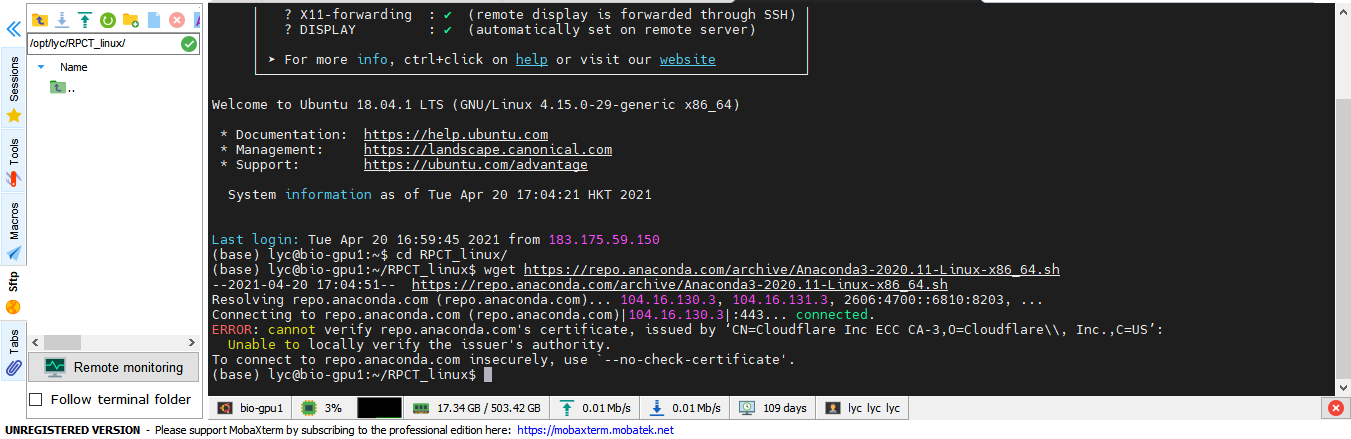 /opt/lyc/RPCT_linux/
Name
..
Sessions
Tools
Macros
Sftp
Tabs
Remote monitoring
Follow terminal folder
? X11-forwarding : ✔ (remote display is forwarded through SSH)
? DISPLAY : ✔ (automatically set on remote server)
➤ For more info, ctrl+click on help or visit our website
Welcome to Ubuntu 18.04.1 LTS (GNU/Linux 4.15.0-29-generic x86_64)
* Documentation: https://help.ubuntu.com
* Management: https://landscape.canonical.com
* Support: https://ubuntu.com/advantage
System information as of Tue Apr 20 17:04:21 HKT 2021
Last login: Tue Apr 20 16:59:45 2021 from 183.175.59.150
(base) lyc@bio-gpu1:~$ cd RPCT_linux/
(base) lyc@bio-gpu1:~/RPCT_linux$ wget https://repo.anaconda.com/archive/Anaconda3-2020.11-Linux-x86_64.sh
--2021-04-20 17:04:51-- https://repo.anaconda.com/archive/Anaconda3-2020.11-Linux-x86_64.sh
Resolving repo.anaconda.com (repo.anaconda.com)... 104.16.130.3, 104.16.131.3, 2606:4700::6810:8203, ...
Connecting to repo.anaconda.com (repo.anaconda.com)|104.16.130.3|:443... connected.
ERROR: cannot verify repo.anaconda.com's certificate, issued by ‘CN=Cloudflare Inc ECC CA-3,O=Cloudflare\\, Inc.,C=US’:
Unable to locally verify the issuer's authority.
To connect to repo.anaconda.com insecurely, use `--no-check-certificate'.
(base) lyc@bio-gpu1:~/RPCT_linux$
bio-gpu1 3% 17.34 GB / 503.42 GB 0.01 Mb/s 0.01 Mb/s 109 days lyc lyc lyc
UNREGISTERED VERSION - Please support MobaXterm by subscribing to the professional edition here: https://mobaxterm.mobatek.net